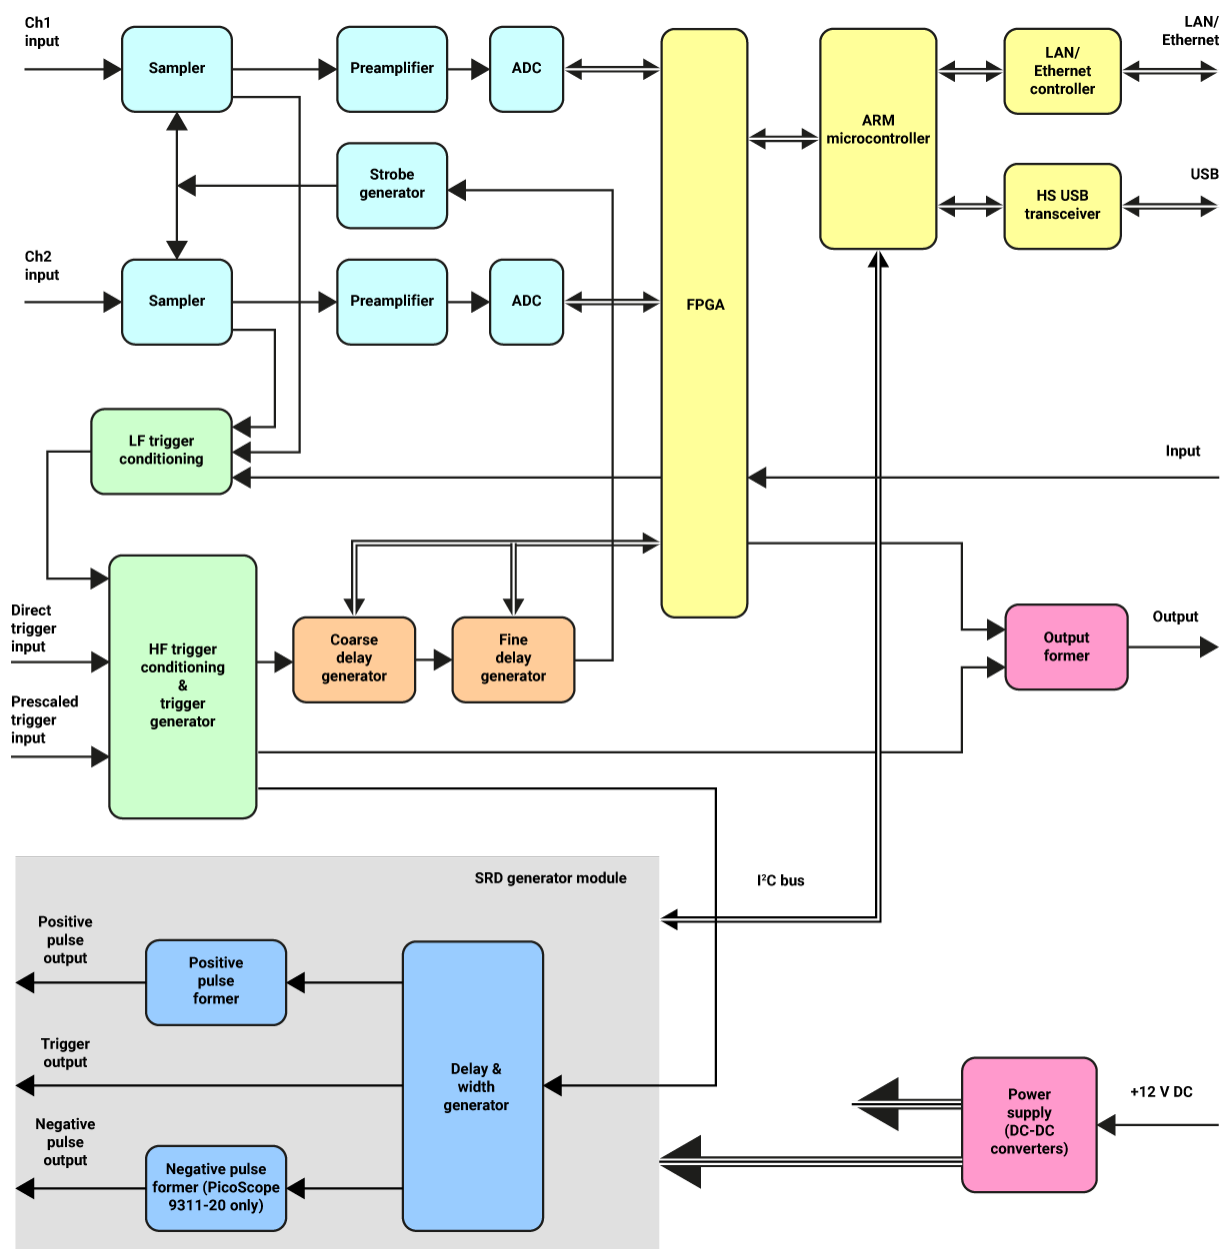 Ch1
input
Sampler
Preamplifier
ADC
LAN/
Ethernet
controller
LAN/
Ethernet
ARM
microcontroller
Strobe
generator
HS USB
transceiver
USB
Ch2
input
Sampler
Preamplifier
ADC
FPGA
LF trigger
conditioning
Input
Direct
trigger
input
Prescaled
trigger
input
HF trigger
conditioning
&
trigger
generator
Coarse
delay
generator
Fine
delay
generator
Output
former
Output
SRD generator module
I²C bus
Positive
pulse
output
Positive
pulse
former
Trigger
output
Delay &
width
generator
Negative
pulse
output
Negative pulse
former (PicoScope
9311-20 only)
Power
supply
(DC-DC
converters)
+12 V DC